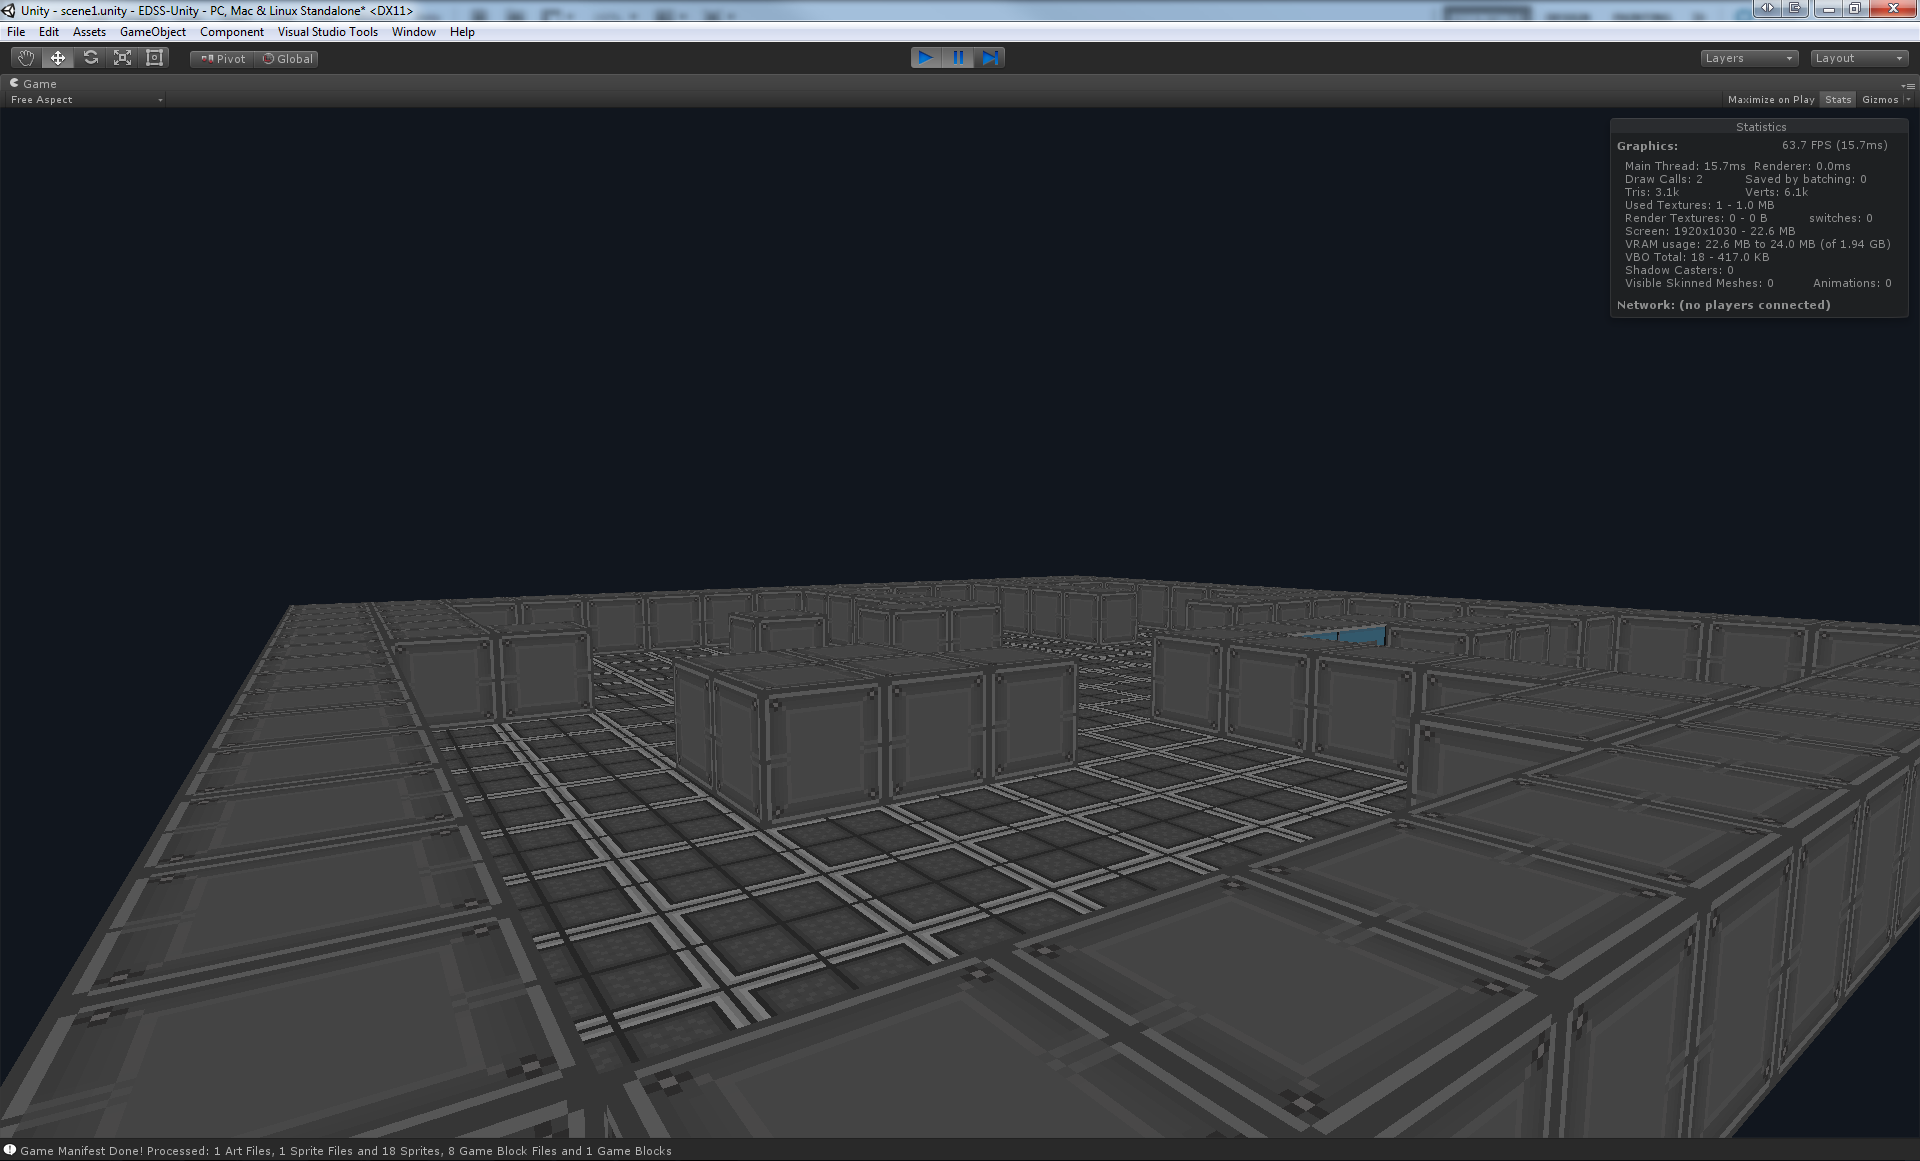 Unity - scene1.unity - EDSS-Unity - PC, Mac & Linux Standalone* <DX11>
File Edit Assets GameObject Component Visual Studio Tools Window Help
Pivot Global Layers Layout
Game
Free Aspect Maximize on Play Stats Gizmos
Statistics
Graphics: 63.7 FPS (15.7ms)
Main Thread: 15.7ms Renderer: 0.0ms
Draw Calls: 2 Saved by batching: 0
Tris: 3.1k Verts: 6.1k
Used Textures: 1 - 1.0 MB
Render Textures: 0 - 0 B switches: 0
Screen: 1920x1030 - 22.6 MB
VRAM usage: 22.6 MB to 24.0 MB (of 1.94 GB)
VBO Total: 18 - 417.0 KB
Shadow Casters: 0
Visible Skinned Meshes: 0 Animations: 0
Network: (no players connected)
Game Manifest Done! Processed: 1 Art Files, 1 Sprite Files and 18 Sprites, 8 Game Block Files and 1 Game Blocks